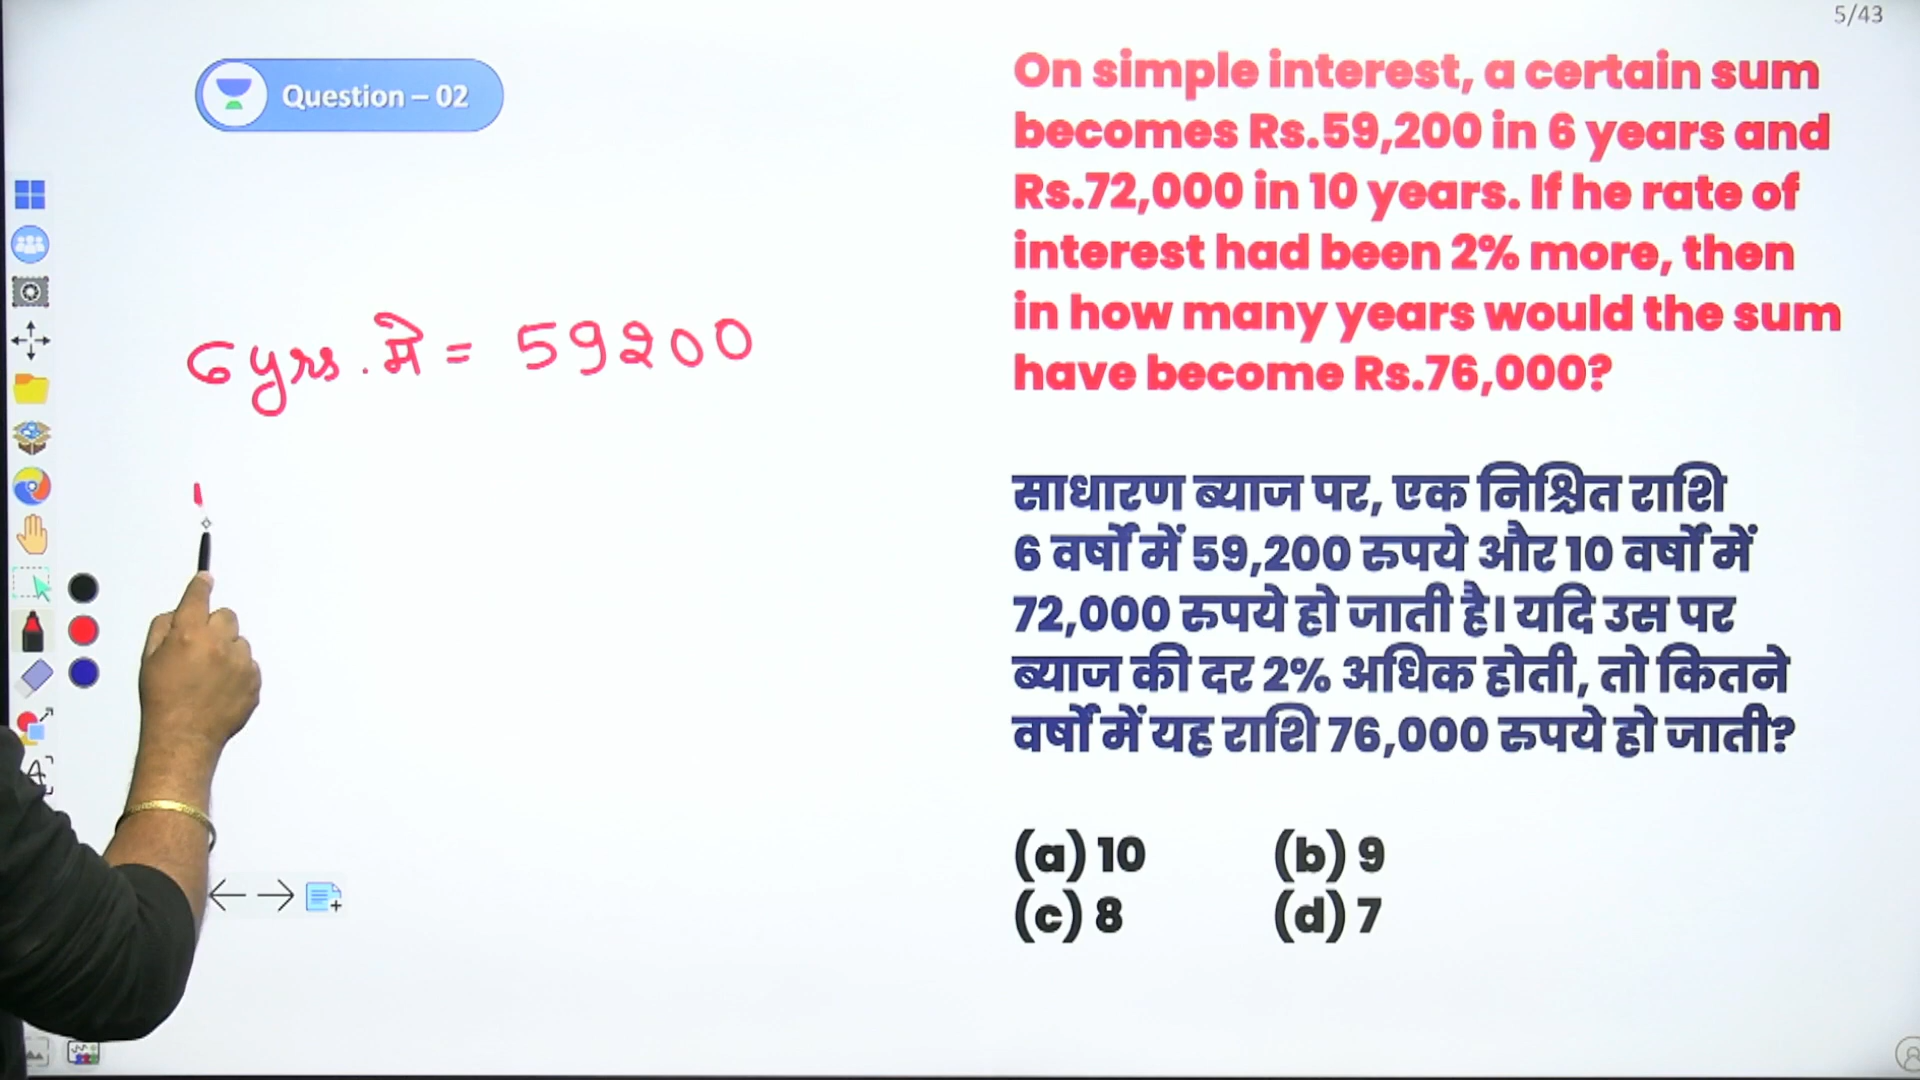 5/43
Question – 02
On simple interest, a certain sum
becomes Rs.59,200 in 6 years and
Rs.72,000 in 10 years. If he rate of
interest had been 2% more, then
in how many years would the sum
have become Rs.76,000?
6 yrs. मे = 59200
साधारण ब्याज पर, एक निश्चित राशि
6 वर्षों में 59,200 रुपये और 10 वर्षों में
72,000 रुपये हो जाती है। यदि उस पर
ब्याज की दर 2% अधिक होती, तो कितने
वर्षों में यह राशि 76,000 रुपये हो जाती?
(a) 10 (b) 9
(c) 8 (d) 7